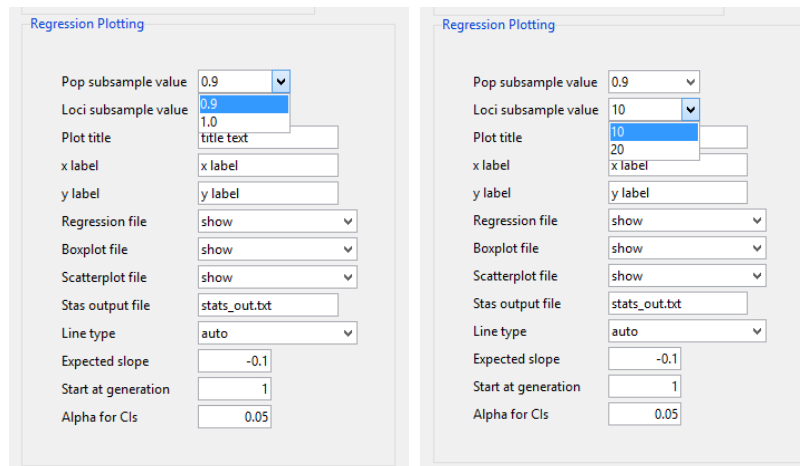 Regression Plotting
Pop subsample value 0.9
Loci subsample value 0.9
1.0
Plot title title text
x label x label
y label y label
Regression file show
Boxplot file show
Scatterplot file show
Stas output file stats_out.txt
Line type auto
Expected slope -0.1
Start at generation 1
Alpha for CIs 0.05
Regression Plotting
Pop subsample value 0.9
Loci subsample value 10
10
Plot title
20
x label x label
y label y label
Regression file show
Boxplot file show
Scatterplot file show
Stas output file stats_out.txt
Line type auto
Expected slope -0.1
Start at generation 1
Alpha for CIs 0.05